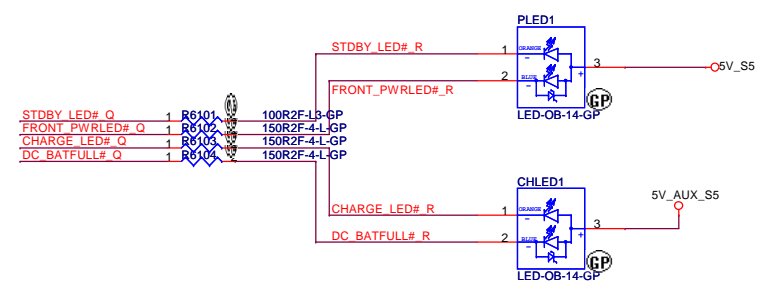 PLED1
STDBY_LED#_R
1
ORANGE
3
5V_S5
2
BLUE
+
FRONT_PWRLED#_R
GP
LED-OB-14-GP
STDBY_LED#_Q 1 R6101 100R2F-L3-GP
FRONT_PWRLED#_Q 1 R6102 150R2F-4-L-GP
CHARGE_LED#_Q 1 R6103 150R2F-4-L-GP
DC_BATFULL#_Q 1 R6104 150R2F-4-L-GP
CHLED1
5V_AUX_S5
CHARGE_LED#_R
1
ORANGE
3
DC_BATFULL#_R
2
BLUE
+
GP
LED-OB-14-GP